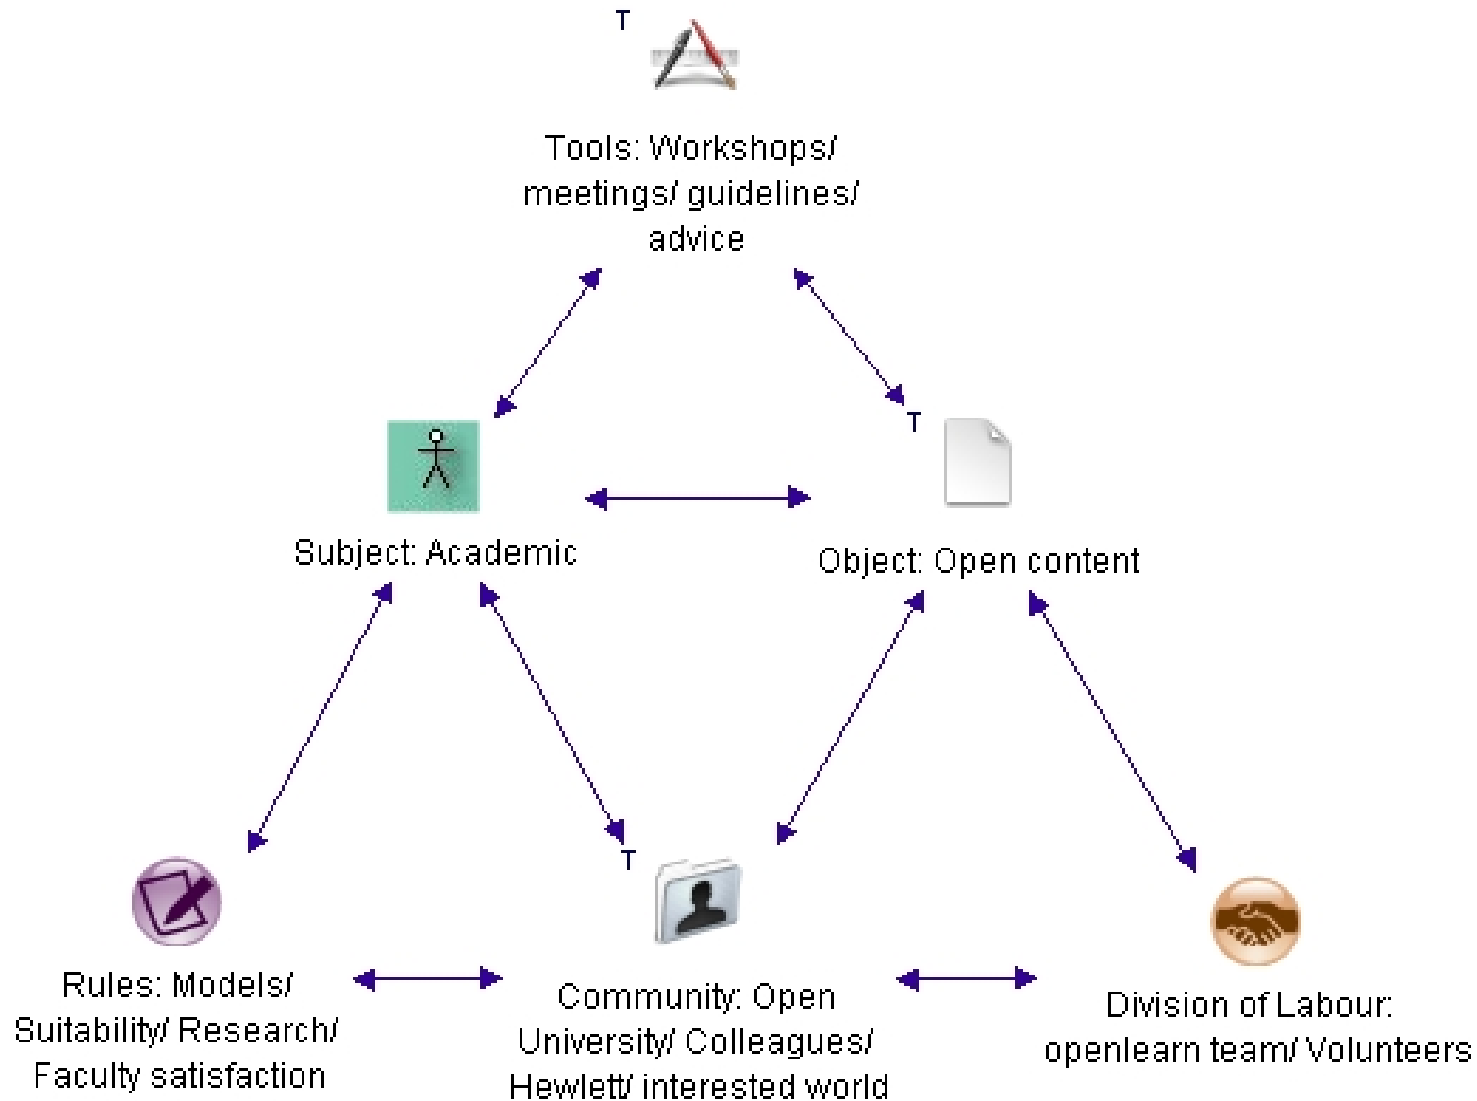 T
Tools: Workshops/
meetings/ guidelines/
advice
T
Subject: Academic
Object: Open content
T
Rules: Models/
Suitability/ Research/
Faculty satisfaction
Community: Open
University/ Colleagues/
Hewlett/ interested world
Division of Labour:
openlearn team/ Volunteers